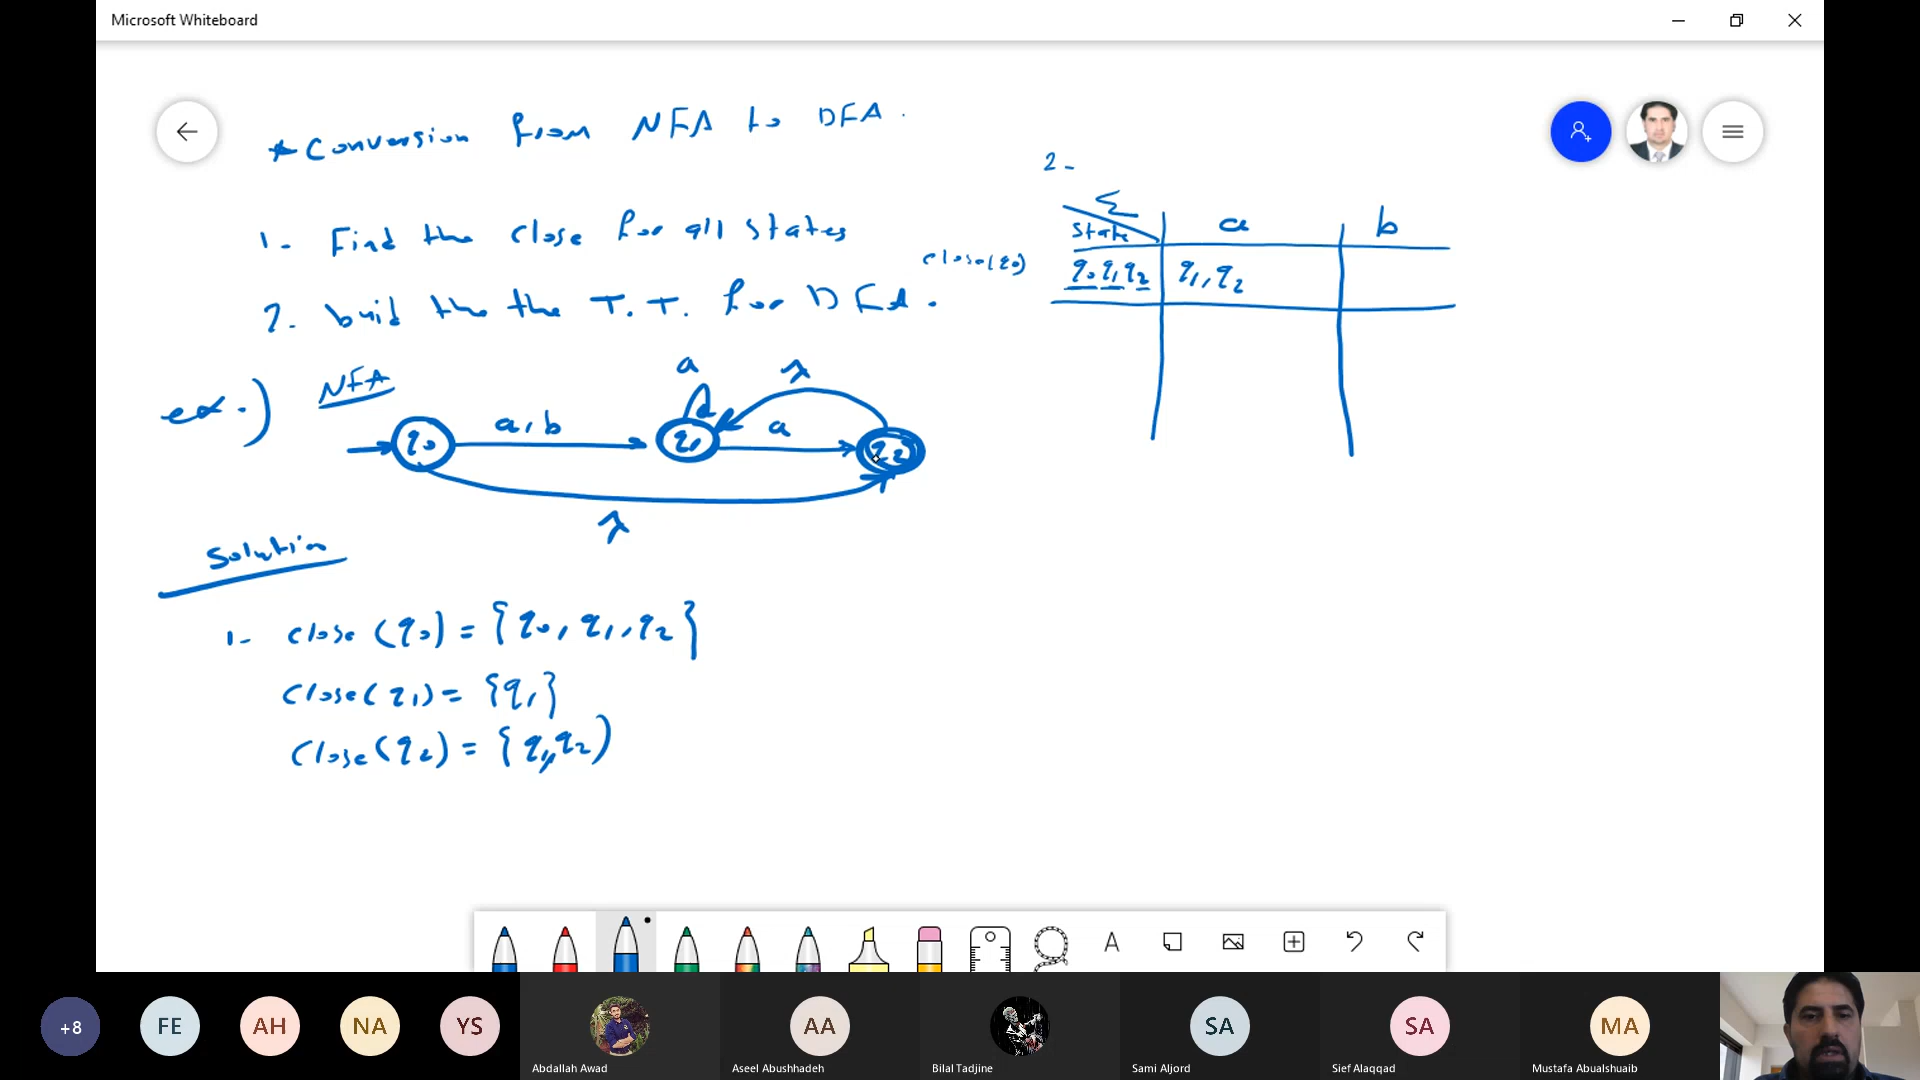 Microsoft Whiteboard
* Conversion from NFA to DFA.
1- Find the close for all states
2- buid the the T.T. for DFA.
ex.) NFA
a
λ
a,b
a
q0
q1
q2
λ
Solution
1- close (q0) = {q0, q1, q2}
close(q1) = {q1}
close(q2) = {q1,q2)
2-
Σ
State
a
b
close(q0)
q0q1q2
q1,q2
A
+8
FE
AH
NA
YS
AA
SA
SA
MA
Abdallah Awad
Aseel Abushhadeh
Bilal Tadjine
Sami Aljord
Sief Alaqqad
Mustafa Abualshuaib